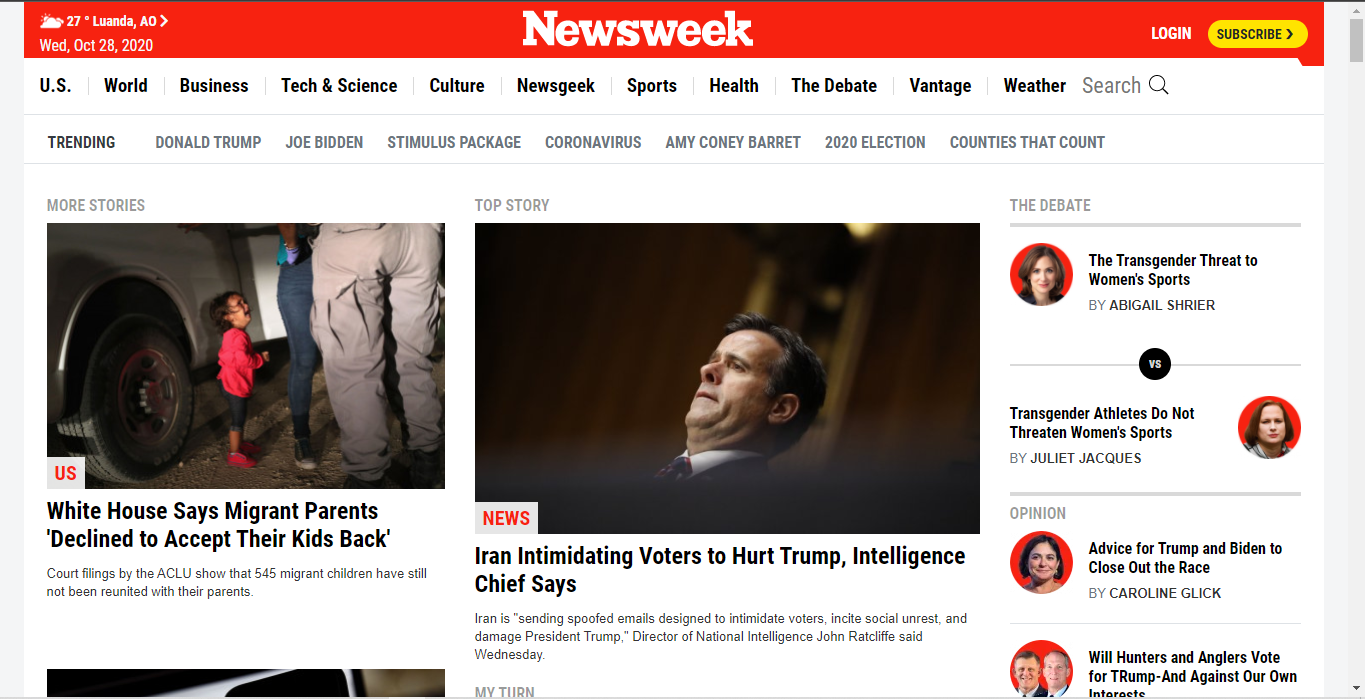 27 ° Luanda, AO
Wed, Oct 28, 2020
Newsweek
LOGIN
SUBSCRIBE
U.S. World Business Tech & Science Culture Newsgeek Sports Health The Debate Vantage Weather Search
TRENDING DONALD TRUMP JOE BIDDEN STIMULUS PACKAGE CORONAVIRUS AMY CONEY BARRET 2020 ELECTION COUNTIES THAT COUNT
MORE STORIES
US
White House Says Migrant Parents
'Declined to Accept Their Kids Back'
Court filings by the ACLU show that 545 migrant children have still
not been reunited with their parents.
TOP STORY
NEWS
Iran Intimidating Voters to Hurt Trump, Intelligence
Chief Says
Iran is "sending spoofed emails designed to intimidate voters, incite social unrest, and
damage President Trump," Director of National Intelligence John Ratcliffe said
Wednesday.
MY TURN
THE DEBATE
The Transgender Threat to
Women's Sports
BY ABIGAIL SHRIER
VS
Transgender Athletes Do Not
Threaten Women's Sports
BY JULIET JACQUES
OPINION
Advice for Trump and Biden to
Close Out the Race
BY CAROLINE GLICK
Will Hunters and Anglers Vote
for TRump-And Against Our Own
Interests